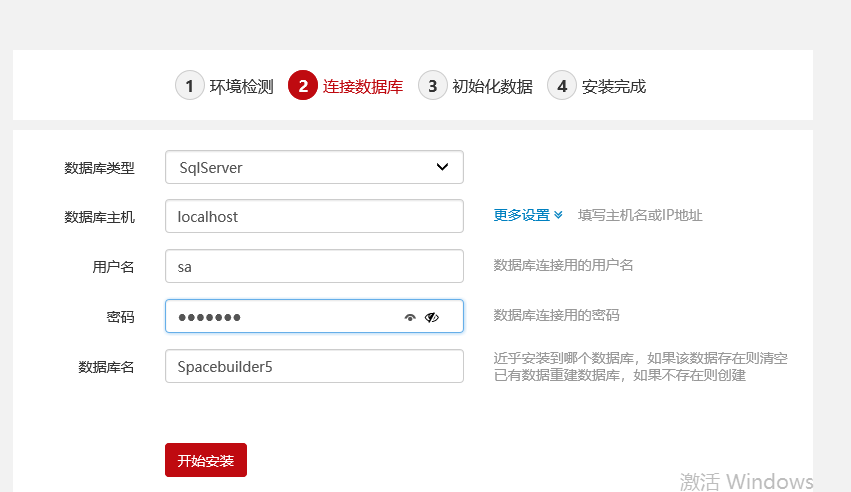 1 环境检测 2 连接数据库 3 初始化数据 4 安装完成
数据库类型 SqlServer
数据库主机 localhost 更多设置 填写主机名或IP地址
用户名 sa 数据库连接用的用户名
密码 ●●●●●●● 数据库连接用的密码
数据库名 Spacebuilder5 近乎安装到哪个数据库，如果该数据存在则清空
已有数据重建数据库，如果不存在则创建
开始安装
激活 Windows